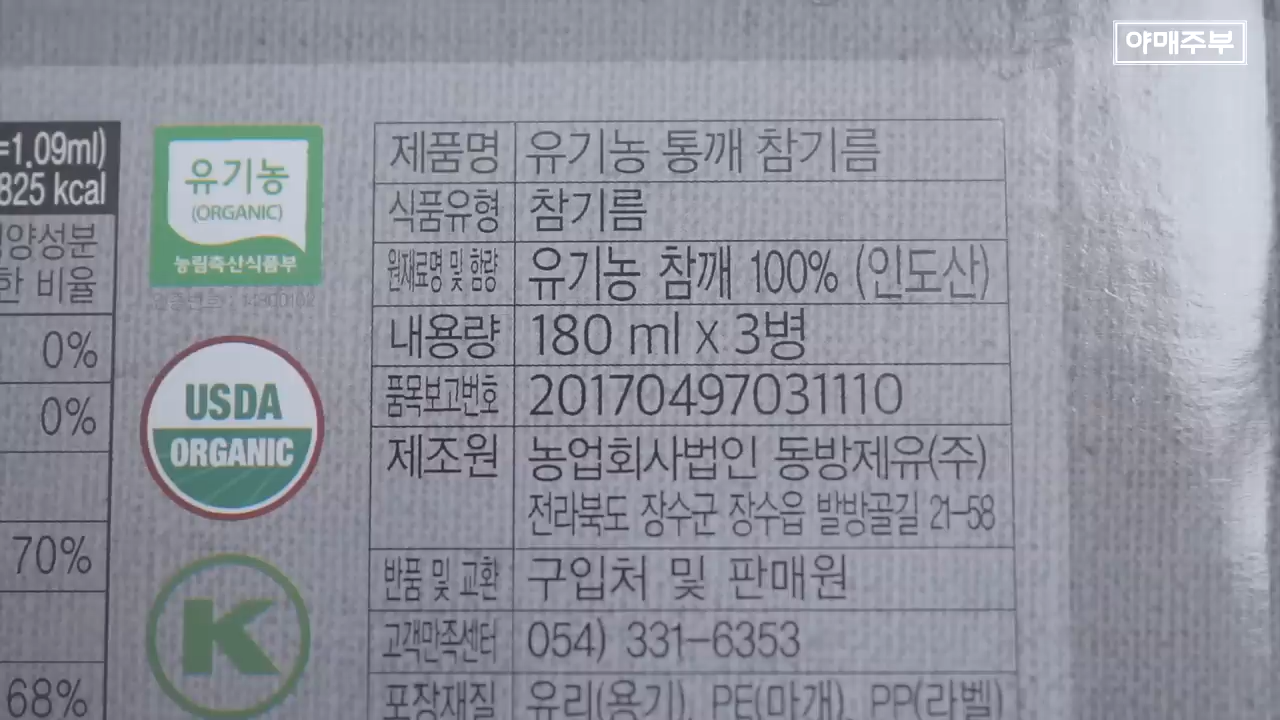 야매주부
=1.09ml)
825 kcal
양성분
한 비율
0%
0%
70%
68%
유기농
(ORGANIC)
농림축산식품부
USDA
ORGANIC
K
제품명 유기농 통깨 참기름
식품유형 참기름
원재료명 및 함량 유기농 참깨 100% (인도산)
내용량 180 ml x 3병
품목보고번호 20170497031110
제조원 농업회사법인 동방제유(주)
전라북도 장수군 장수읍 발방골길 21-58
반품 및 교환 구입처 및 판매원
고객만족센터 054) 331-6353
포장재질 유리(용기), PE(마개), PP(라벨)